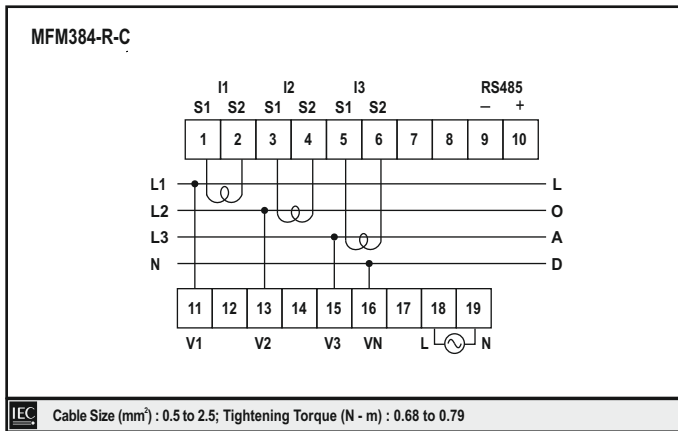 MFM384-R-C
I1 I2 I3 RS485
S1 S2 S1 S2 S1 S2 – +
1 2 3 4 5 6 7 8 9 10
L1 L
L2 O
L3 A
N D
11 12 13 14 15 16 17 18 19
V1 V2 V3 VN L N
IEC Cable Size (mm²) : 0.5 to 2.5; Tightening Torque (N - m) : 0.68 to 0.79